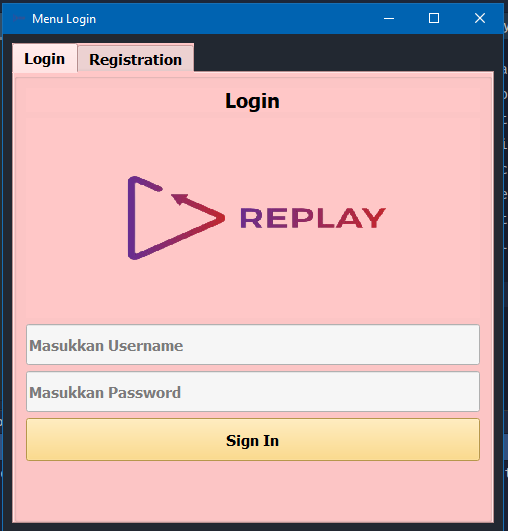 Menu Login
Login
Registration
Login
REPLAY
Masukkan Username
Masukkan Password
Sign In